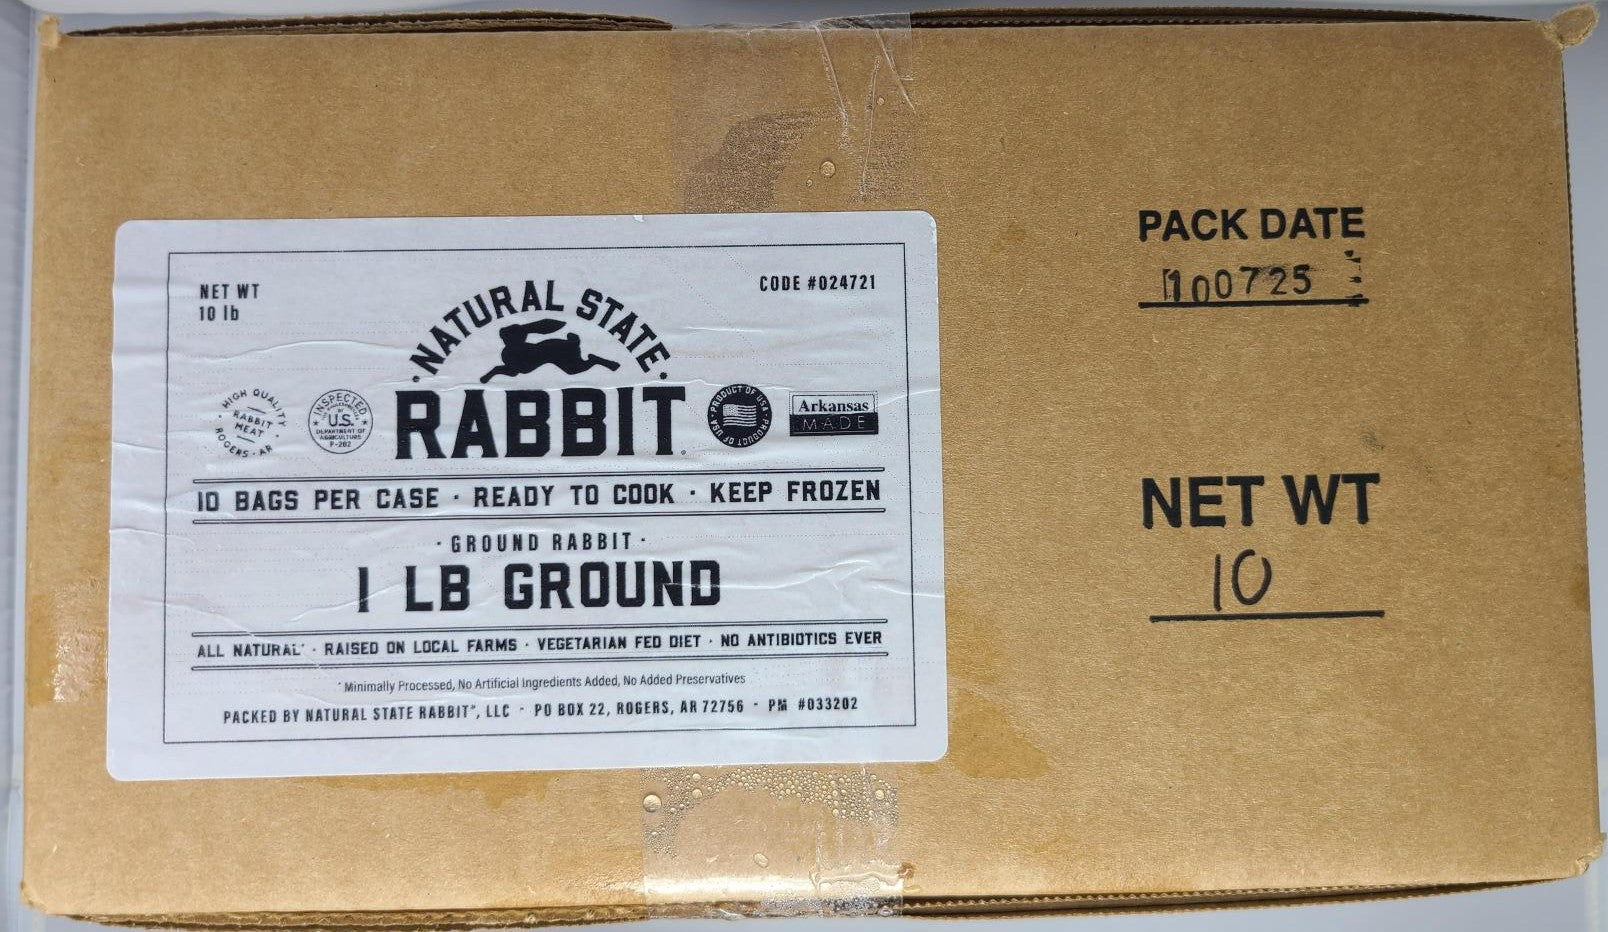 NET WT
10 lb
CODE #024721
· NATURAL STATE ·
RABBIT
HIGH QUALITY
RABBIT
MEAT
ROGERS · AR
INSPECTED
U.S.
DEPARTMENT OF
AGRICULTURE
P-262
PRODUCT OF USA · PRODUCT OF USA ·
Arkansas
MADE
10 BAGS PER CASE · READY TO COOK · KEEP FROZEN
· GROUND RABBIT ·
1 LB GROUND
ALL NATURAL* · RAISED ON LOCAL FARMS · VEGETARIAN FED DIET · NO ANTIBIOTICS EVER
* Minimally Processed, No Artificial Ingredients Added, No Added Preservatives
PACKED BY NATURAL STATE RABBIT®, LLC · PO BOX 22, ROGERS, AR 72756 · PM #033202
PACK DATE
100725
NET WT
10